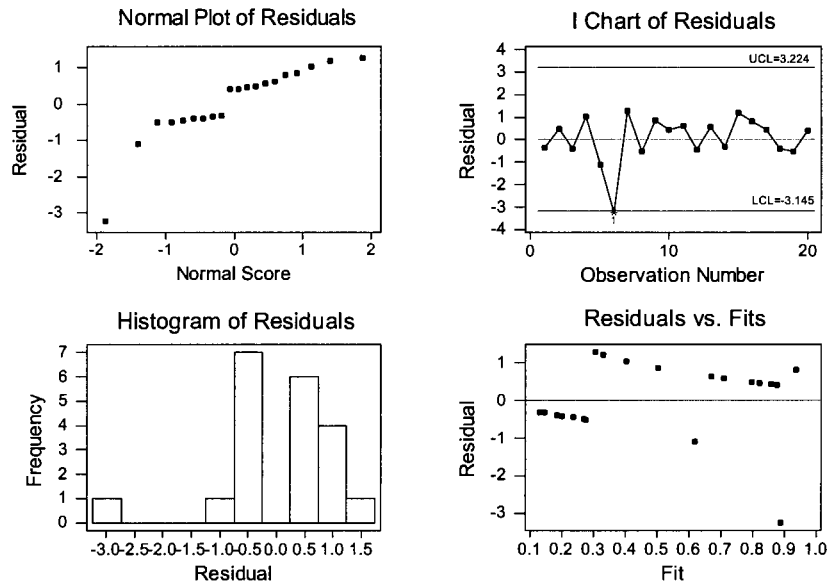 Normal Plot of Residuals
1
0
-1
-2
-3
Residual
-2 -1 0 1 2
Normal Score
I Chart of Residuals
4
3
2
1
0
-1
-2
-3
-4
Residual
UCL=3.224
LCL=-3.145
1
0 10 20
Observation Number
Histogram of Residuals
7
6
5
4
3
2
1
0
Frequency
-3.0-2.5-2.0-1.5-1.0-0.5 0.0 0.5 1.0 1.5
Residual
Residuals vs. Fits
1
0
-1
-2
-3
Residual
0.1 0.2 0.3 0.4 0.5 0.6 0.7 0.8 0.9 1.0
Fit